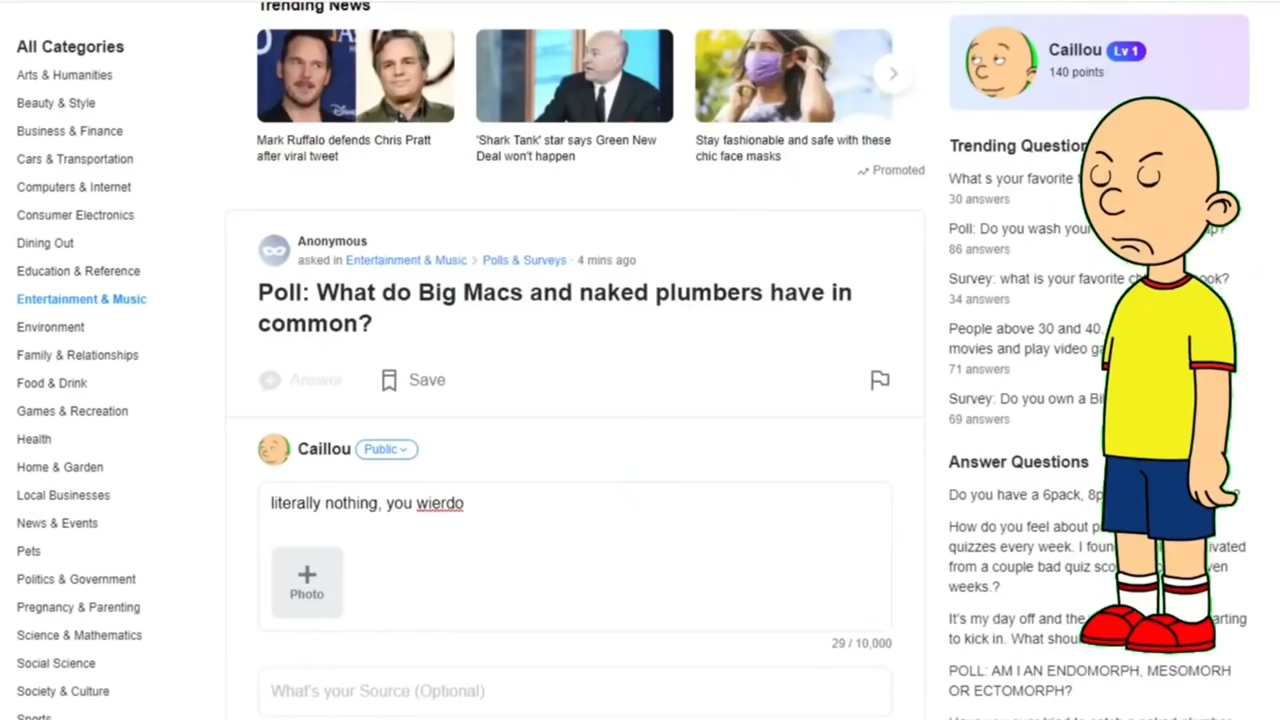 Trending News
All Categories
Arts & Humanities
Beauty & Style
Business & Finance
Cars & Transportation
Computers & Internet
Consumer Electronics
Dining Out
Education & Reference
Entertainment & Music
Environment
Family & Relationships
Food & Drink
Games & Recreation
Health
Home & Garden
Local Businesses
News & Events
Pets
Politics & Government
Pregnancy & Parenting
Science & Mathematics
Social Science
Society & Culture
Sports
Mark Ruffalo defends Chris Pratt
after viral tweet
'Shark Tank' star says Green New
Deal won't happen
Stay fashionable and safe with these
chic face masks
Promoted
Anonymous
asked in Entertainment & Music > Polls & Surveys · 4 mins ago
Poll: What do Big Macs and naked plumbers have in
common?
Answer
Save
Caillou Public
literally nothing, you wierdo
+
Photo
29 / 10,000
What's your Source (Optional)
Caillou Lv 1
140 points
Trending Question
What s your favorite
30 answers
Poll: Do you wash your
86 answers
Survey: what is your favorite
34 answers
People above 30 and 40.
movies and play video
71 answers
Survey: Do you own a
69 answers
Answer Questions
Do you have a 6pack,
How do you feel about
quizzes every week. I
from a couple bad quiz
weeks.?
It's my day off and the
to kick in. What
POLL: AM I AN ENDOMORPH, MESOMORH
OR ECTOMORPH?